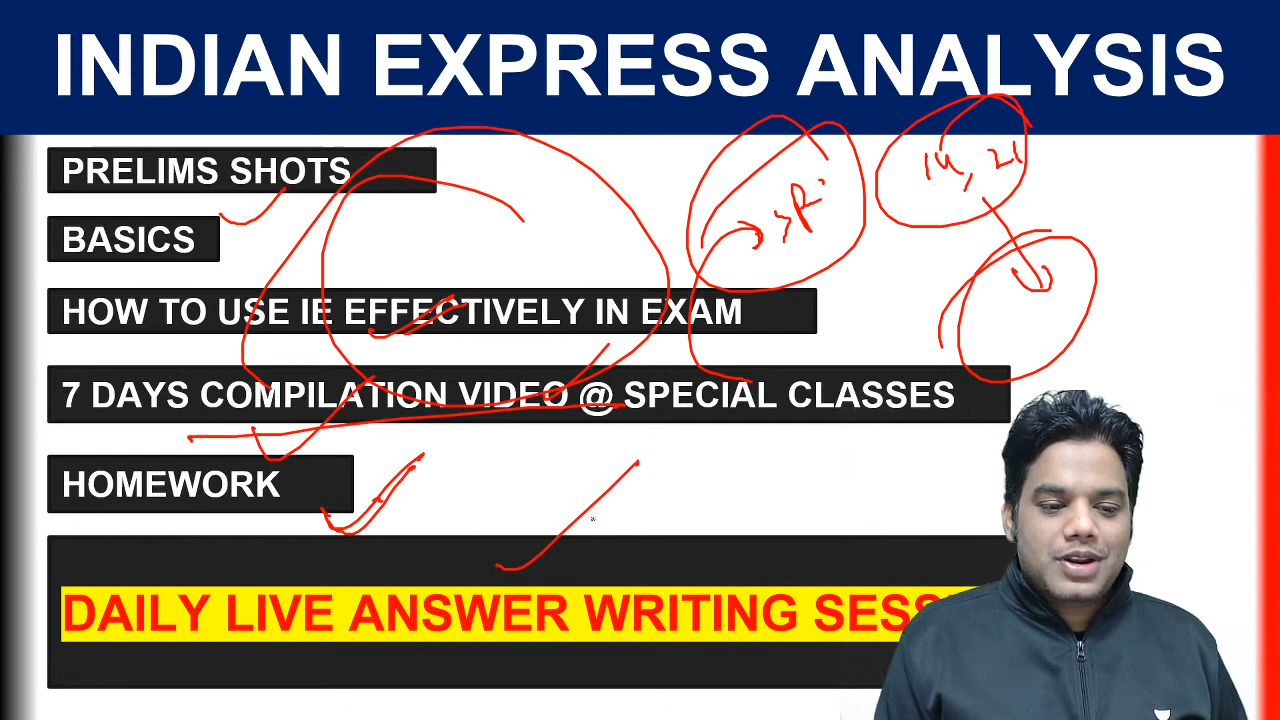 INDIAN EXPRESS ANALYSIS
PRELIMS SHOTS
14, 21
BASICS
HOW TO USE IE EFFECTIVELY IN EXAM
7 DAYS COMPILATION VIDEO @ SPECIAL CLASSES
HOMEWORK
DAILY LIVE ANSWER WRITING